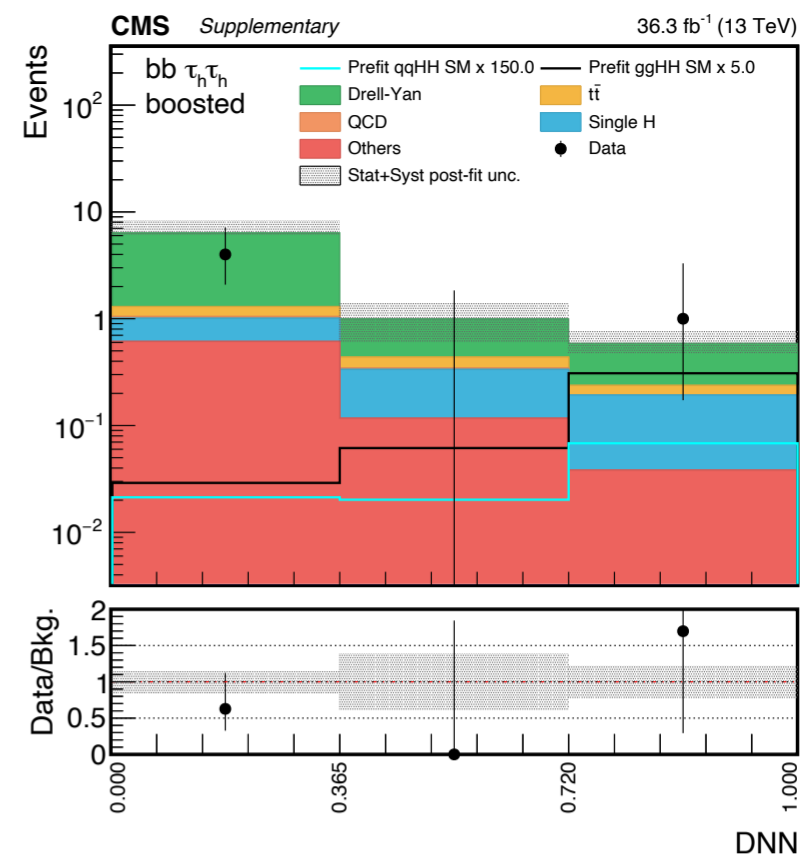 CMS Supplementary 36.3 fb⁻¹ (13 TeV)
bb τₕτₕ
boosted
Prefit qqHH SM x 150.0
Prefit ggHH SM x 5.0
Drell-Yan
tt̄
QCD
Single H
Others
Data
Stat+Syst post-fit unc.
Events
10²
10
1
10⁻¹
10⁻²
Data/Bkg.
2
1.5
1
0.5
0
0.000
0.365
0.720
1.000
DNN